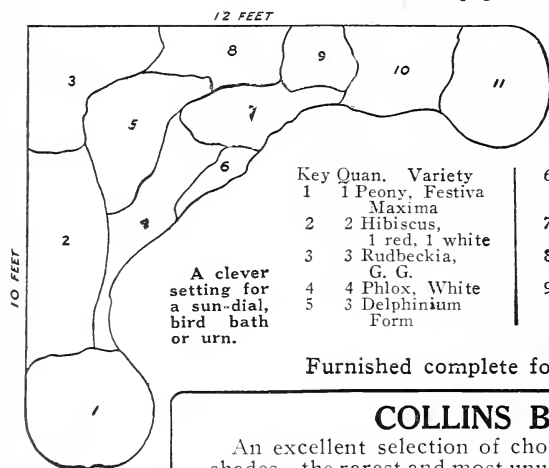 12 FEET
8
9
10
11
3
5
7
6
4
2
10 FEET
1
A clever
setting for
a sun-dial,
bird bath
or urn.
Key Quan. Variety
1 1 Peony, Festiva
Maxima
2 2 Hibiscus,
1 red, 1 white
3 3 Rudbeckia,
G. G.
4 4 Phlox, White
5 3 Delphinium
Form
6
7
8
9
Furnished complete fo
COLLINS B
An excellent selection of cho
shades—the rarest and most unu